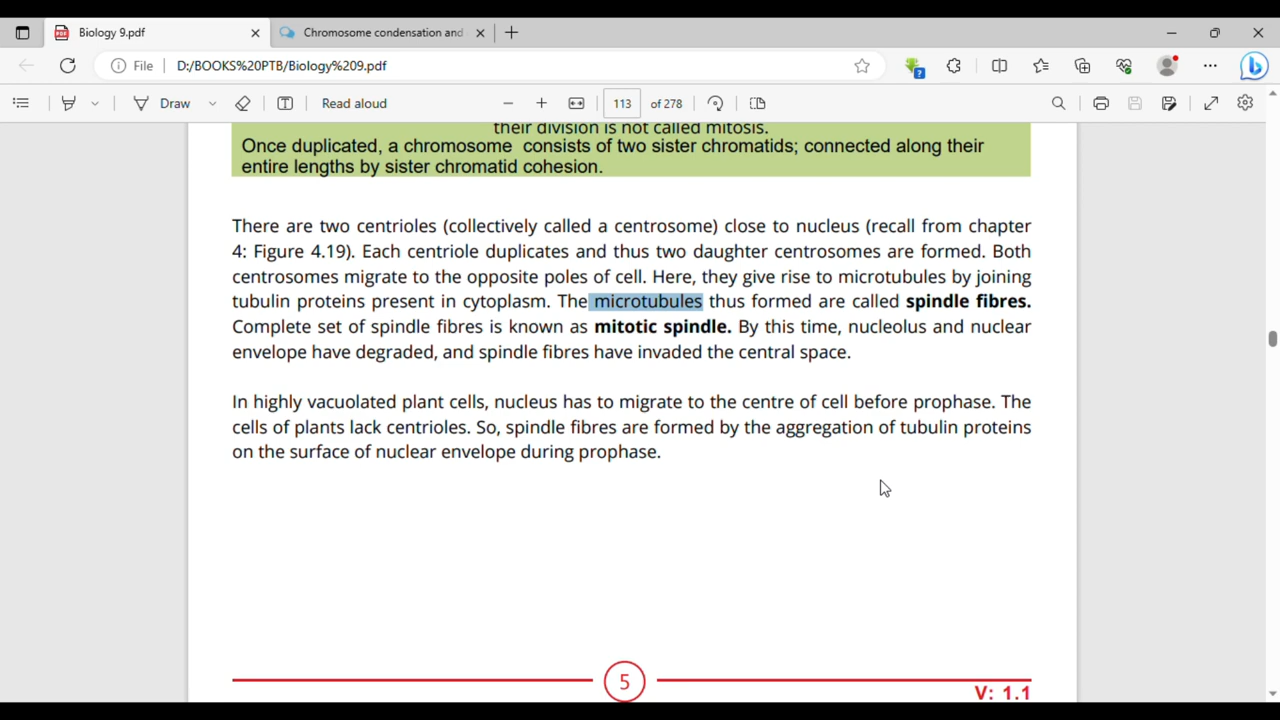 Biology 9.pdf
Chromosome condensation and
File
D:/BOOKS%20PTB/Biology%209.pdf
Draw
Read aloud
113
of 278
their division is not called mitosis.
Once duplicated, a chromosome consists of two sister chromatids; connected along their
entire lengths by sister chromatid cohesion.
There are two centrioles (collectively called a centrosome) close to nucleus (recall from chapter
4: Figure 4.19). Each centriole duplicates and thus two daughter centrosomes are formed. Both
centrosomes migrate to the opposite poles of cell. Here, they give rise to microtubules by joining
tubulin proteins present in cytoplasm. The microtubules thus formed are called spindle fibres.
Complete set of spindle fibres is known as mitotic spindle. By this time, nucleolus and nuclear
envelope have degraded, and spindle fibres have invaded the central space.
In highly vacuolated plant cells, nucleus has to migrate to the centre of cell before prophase. The
cells of plants lack centrioles. So, spindle fibres are formed by the aggregation of tubulin proteins
on the surface of nuclear envelope during prophase.
5
V: 1.1